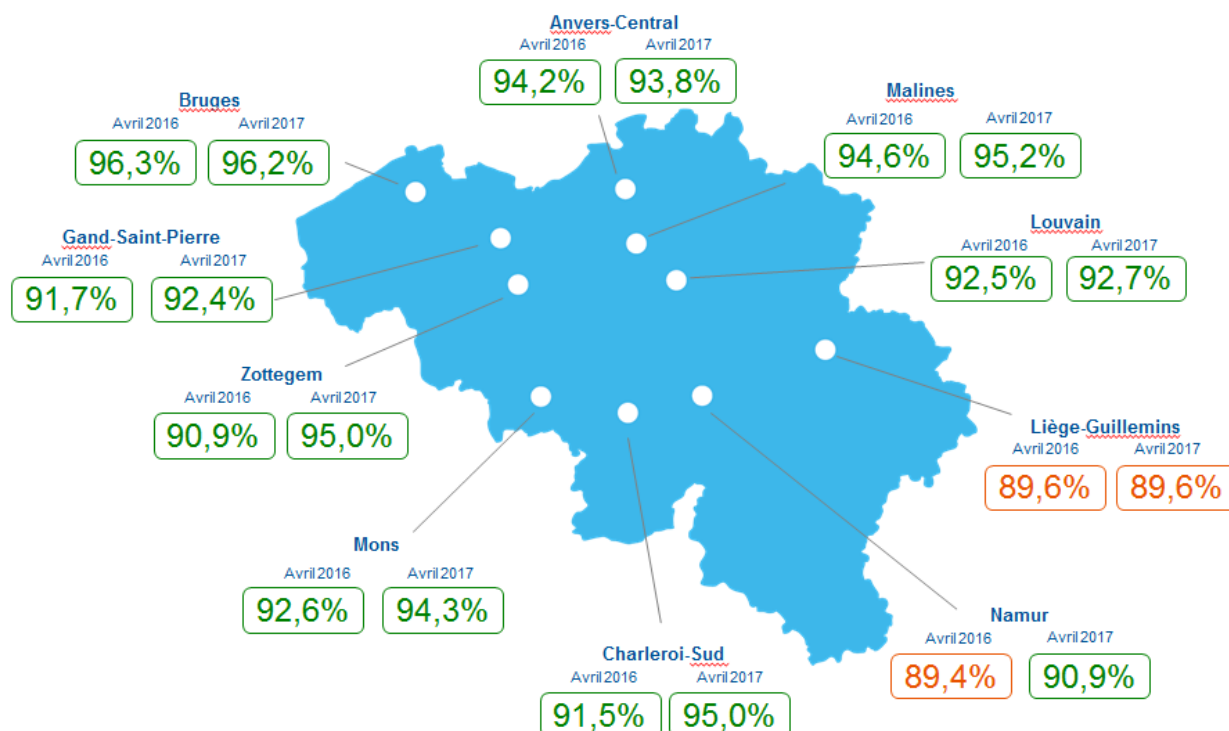 Anvers-Central
Avril 2016 Avril 2017
94,2% 93,8%
Bruges
Avril 2016 Avril 2017
96,3% 96,2%
Malines
Avril 2016 Avril 2017
94,6% 95,2%
Gand-Saint-Pierre
Avril 2016 Avril 2017
91,7% 92,4%
Louvain
Avril 2016 Avril 2017
92,5% 92,7%
Zottegem
Avril 2016 Avril 2017
90,9% 95,0%
Liège-Guillemins
Avril 2016 Avril 2017
89,6% 89,6%
Mons
Avril 2016 Avril 2017
92,6% 94,3%
Namur
Avril 2016 Avril 2017
89,4% 90,9%
Charleroi-Sud
Avril 2016 Avril 2017
91,5% 95,0%